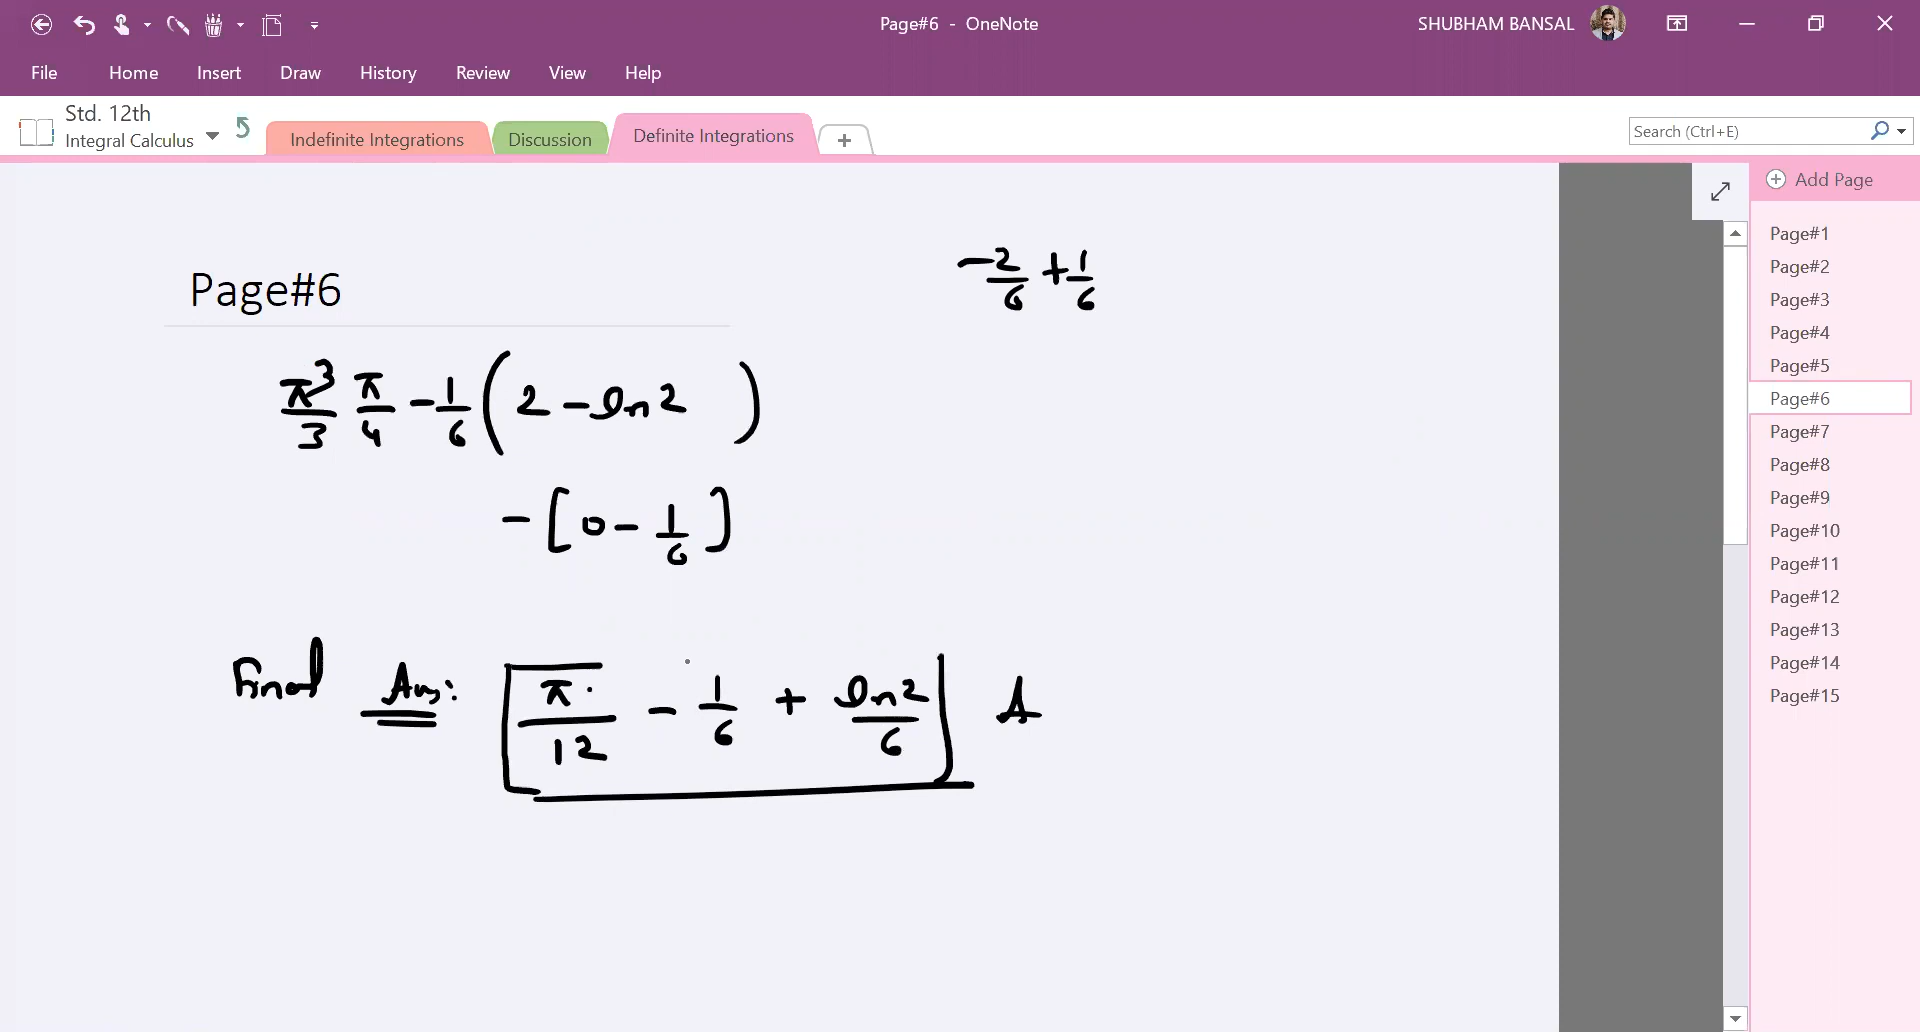 Page#6 - OneNote
SHUBHAM BANSAL
File Home Insert Draw History Review View Help
Std. 12th
Integral Calculus
Indefinite Integrations
Discussion
Definite Integrations
+
Search (Ctrl+E)
Add Page
Page#1
Page#2
Page#3
Page#4
Page#5
Page#6
Page#7
Page#8
Page#9
Page#10
Page#11
Page#12
Page#13
Page#14
Page#15
Page#6
-2/6 + 1/6
π³/3 π/4 - 1/6 (2 - ln 2)
- [0 - 1/6]
Final Ans: π/12 - 1/6 + ln2/6